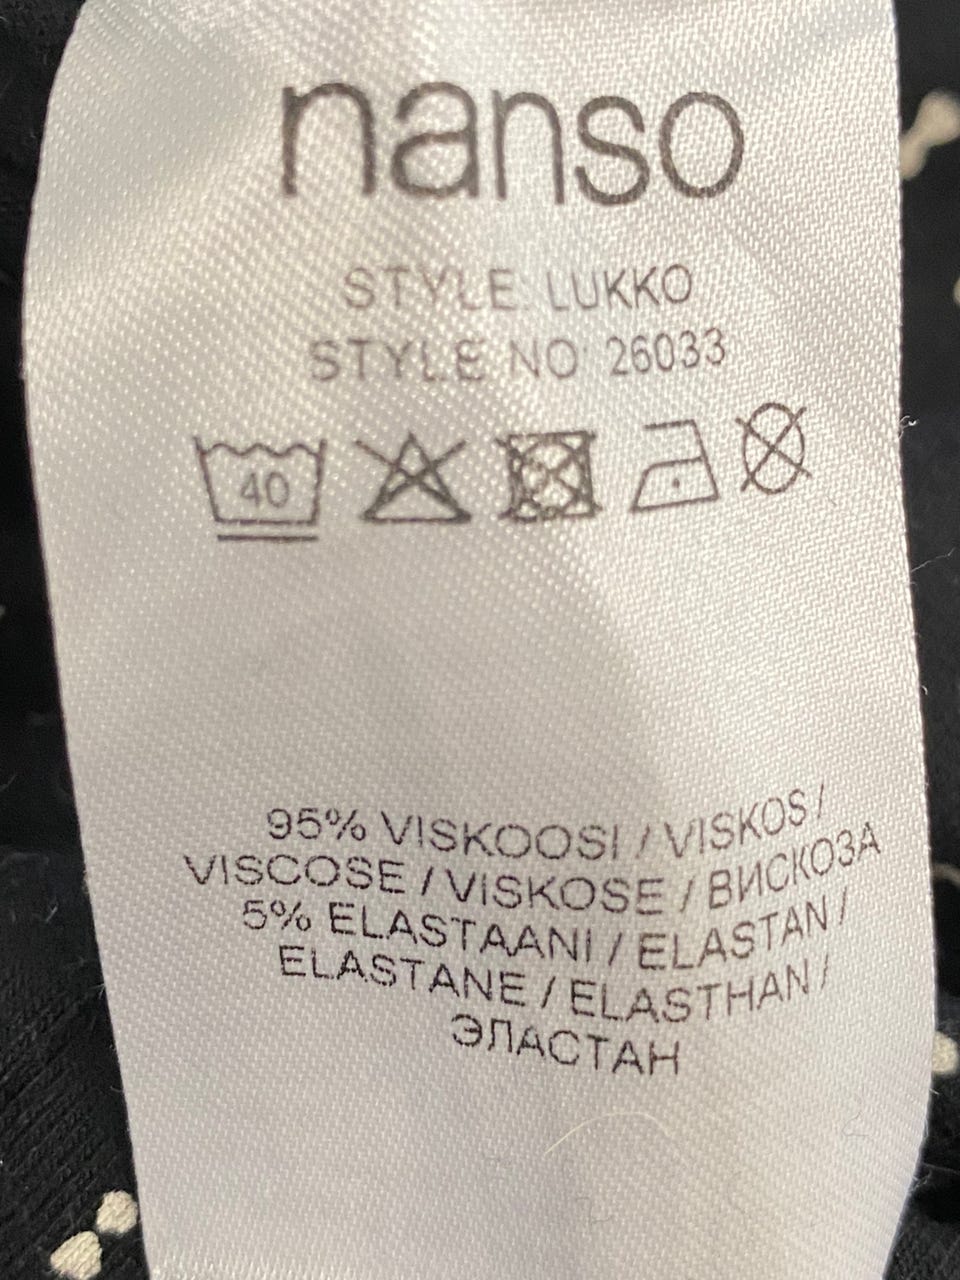 nanso
STYLE: LUKKO
STYLE NO: 26033
40
95% VISKOOSI / VISKOS /
VISCOSE / VISKOSE / ВИСКОЗА
5% ELASTAANI / ELASTAN /
ELASTANE / ELASTHAN /
ЭЛАСТАН